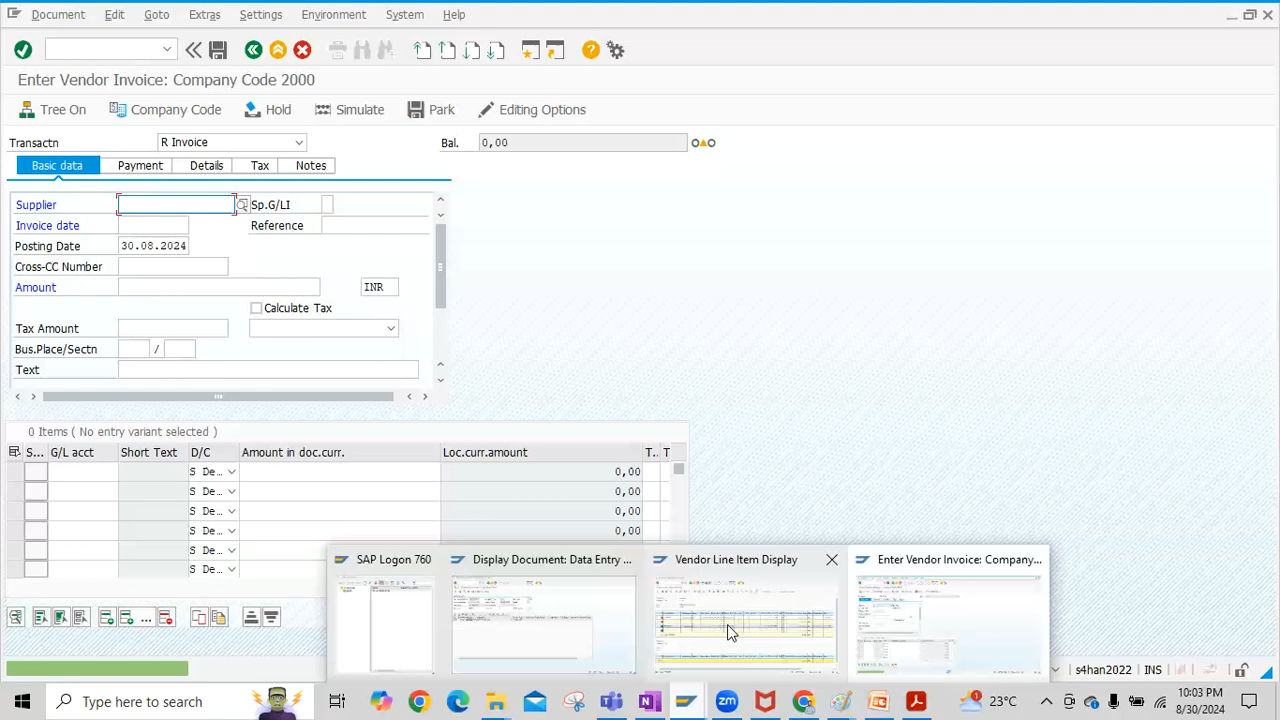 Document Edit Goto Extras Settings Environment System Help
Enter Vendor Invoice: Company Code 2000
Tree On Company Code Hold Simulate Park Editing Options
Transactn R Invoice Bal. 0,00
Basic data Payment Details Tax Notes
Supplier Sp.G/LI
Invoice date Reference
Posting Date 30.08.2024
Cross-CC Number
Amount INR
Calculate Tax
Tax Amount
Bus.Place/Sectn /
Text
0 Items ( No entry variant selected )
S... G/L acct Short Text D/C Amount in doc.curr. Loc.curr.amount T.. T
S De... 0,00
S De... 0,00
S De... 0,00
S De... 0,00
S De...
S De...
SAP Logon 760 Display Document: Data Entry ... Vendor Line Item Display Enter Vendor Invoice: Company...
s4han2022 INS
Type here to search 23°C 10:03 PM
8/30/2024